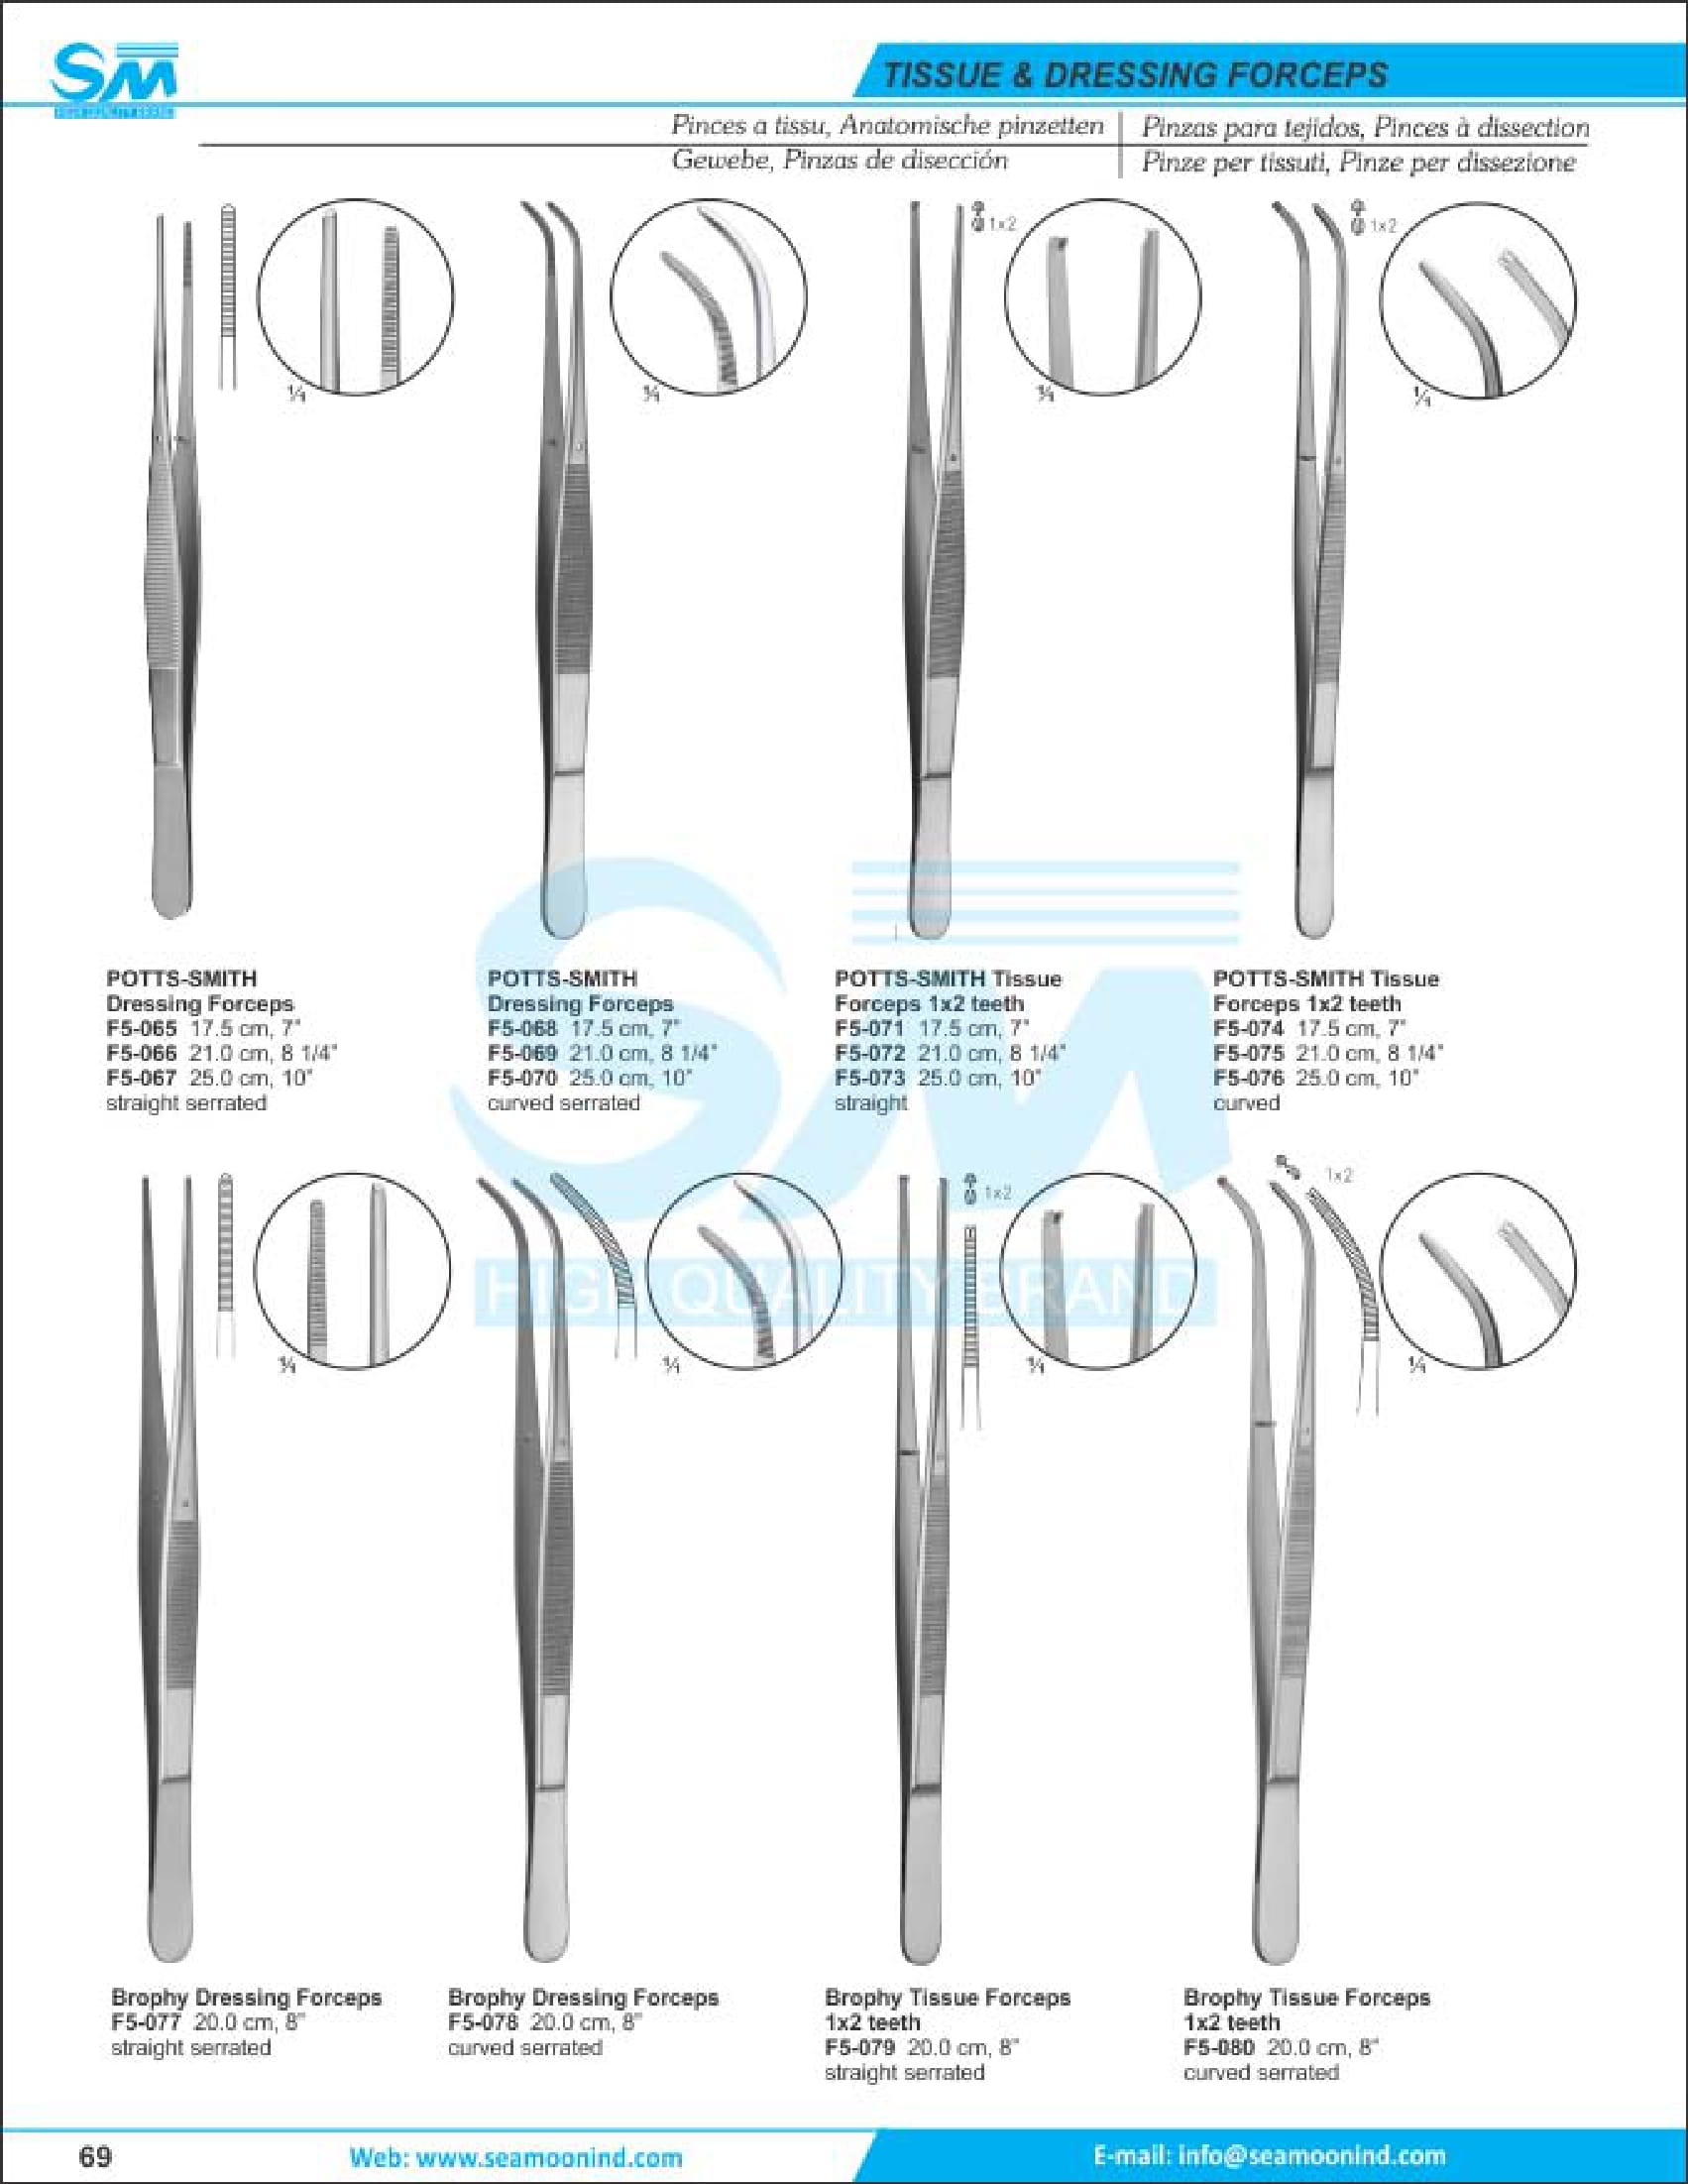 SM
HIGH QUALITY BRAND
TISSUE & DRESSING FORCEPS
Pinces a tissu, Anatomische pinzetten
Gewebe, Pinzas de disección
Pinzas para tejidos, Pinces à dissection
Pinze per tissuti, Pinze per dissezione
1x2
1x2
POTTS-SMITH
Dressing Forceps
F5-065 17.5 cm, 7"
F5-066 21.0 cm, 8 1/4"
F5-067 25.0 cm, 10"
straight serrated
POTTS-SMITH
Dressing Forceps
F5-068 17.5 cm, 7"
F5-069 21.0 cm, 8 1/4"
F5-070 25.0 cm, 10"
curved serrated
POTTS-SMITH Tissue
Forceps 1x2 teeth
F5-071 17.5 cm, 7"
F5-072 21.0 cm, 8 1/4"
F5-073 25.0 cm, 10"
straight
POTTS-SMITH Tissue
Forceps 1x2 teeth
F5-074 17.5 cm, 7"
F5-075 21.0 cm, 8 1/4"
F5-076 25.0 cm, 10"
curved
1x2
1x2
SM
HIGH QUALITY BRAND
Brophy Dressing Forceps
F5-077 20.0 cm, 8"
straight serrated
Brophy Dressing Forceps
F5-078 20.0 cm, 8"
curved serrated
Brophy Tissue Forceps
1x2 teeth
F5-079 20.0 cm, 8"
straight serrated
Brophy Tissue Forceps
1x2 teeth
F5-080 20.0 cm, 8"
curved serrated
69
Web: www.seamoonind.com
E-mail: info@seamoonind.com